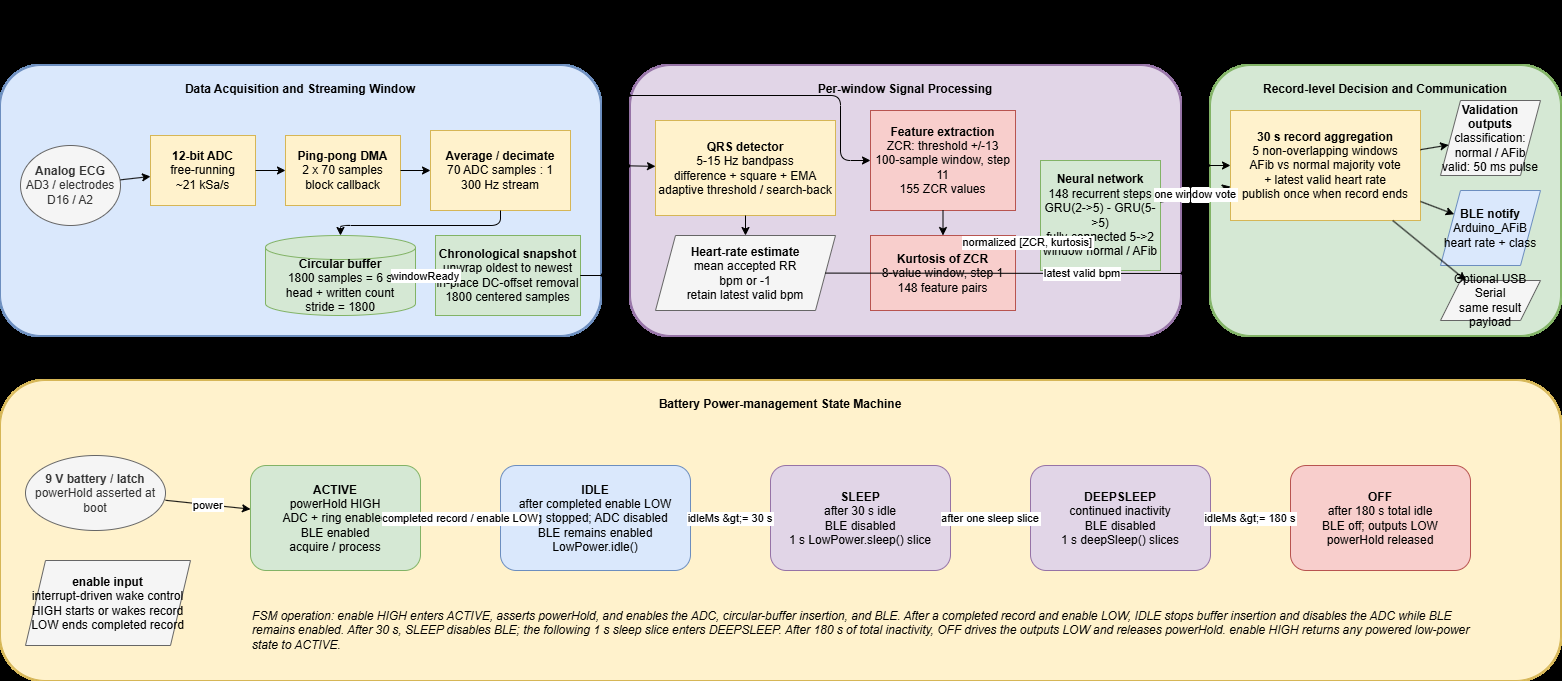 Data Acquisition and Streaming Window
Analog ECG
AD3 / electrodes
D16 / A2
12-bit ADC
free-running
~21 kSa/s
Ping-pong DMA
2 x 70 samples
block callback
Average / decimate
70 ADC samples : 1
300 Hz stream
Circular buffer
1800 samples = 6 s
head + written count
stride = 1800
windowReady
Chronological snapshot
unwrap oldest to newest
in-place DC-offset removal
1800 centered samples
Per-window Signal Processing
QRS detector
5-15 Hz bandpass
difference + square + EMA
adaptive threshold / search-back
Heart-rate estimate
mean accepted RR
bpm or -1
retain latest valid bpm
Feature extraction
ZCR: threshold +/-13
100-sample window, step
11
155 ZCR values
Kurtosis of ZCR
8-value window, step 1
148 feature pairs
normalized [ZCR, kurtosis]
Neural network
148 recurrent steps
GRU(2->5) - GRU(5-
>5)
fully connected 5->2
window normal / AFib
latest valid bpm
one window vote
Record-level Decision and Communication
30 s record aggregation
5 non-overlapping windows
AFib vs normal majority vote
+ latest valid heart rate
publish once when record ends
Validation
outputs
classification:
normal / AFib
valid: 50 ms pulse
BLE notify
Arduino_AFiB
heart rate + class
Optional USB
Serial
same result
payload
Battery Power-management State Machine
9 V battery / latch
powerHold asserted at
boot
power
enable input
interrupt-driven wake control
HIGH starts or wakes record
LOW ends completed record
ACTIVE
powerHold HIGH
ADC + ring enable
BLE enabled
acquire / process
completed record / enable LOW
IDLE
after completed enable LOW
stopped; ADC disabled
BLE remains enabled
LowPower.idle()
idleMs &gt;= 30 s
SLEEP
after 30 s idle
BLE disabled
1 s LowPower.sleep() slice
after one sleep slice
DEEPSLEEP
continued inactivity
BLE disabled
1 s deepSleep() slices
idleMs &gt;= 180 s
OFF
after 180 s total idle
BLE off; outputs LOW
powerHold released
FSM operation: enable HIGH enters ACTIVE, asserts powerHold, and enables the ADC, circular-buffer insertion, and BLE. After a completed record and enable LOW, IDLE stops buffer insertion and disables the ADC while BLE
remains enabled. After 30 s, SLEEP disables BLE; the following 1 s sleep slice enters DEEPSLEEP. After 180 s of total inactivity, OFF drives the outputs LOW and releases powerHold. enable HIGH returns any powered low-power
state to ACTIVE.